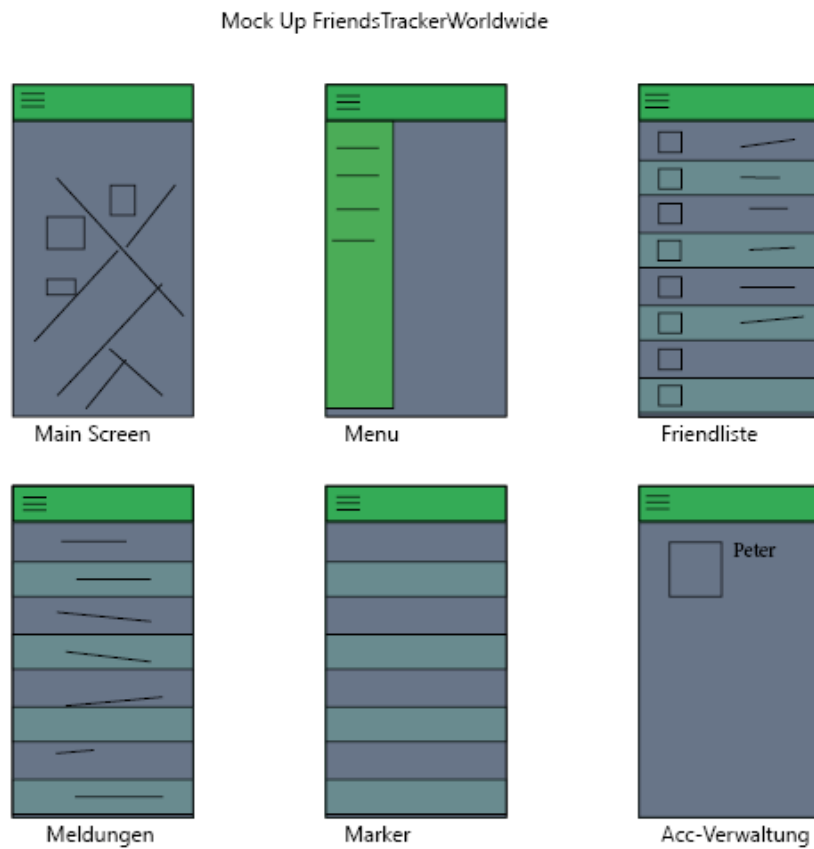 Mock Up FriendsTrackerWorldwide
Main Screen
Menu
Friendliste
Peter
Meldungen
Marker
Acc-Verwaltung